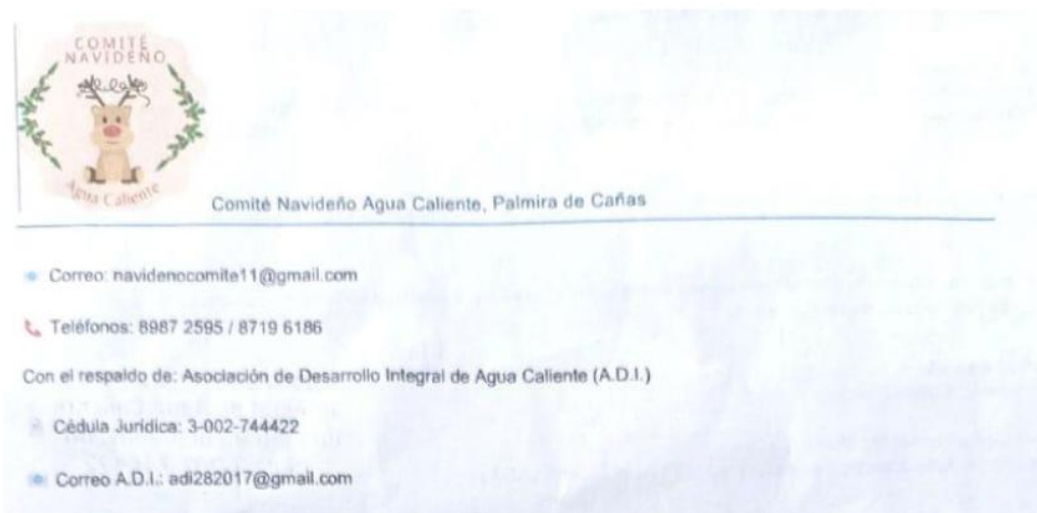 COMITÉ
NAVIDEÑO
Agua Caliente
Comité Navideño Agua Caliente, Palmira de Cañas
Correo: navidenocomite11@gmail.com
Teléfonos: 8987 2595 / 8719 6186
Con el respaldo de: Asociación de Desarrollo Integral de Agua Caliente (A.D.I.)
Cédula Jurídica: 3-002-744422
Correo A.D.I.: adi282017@gmail.com